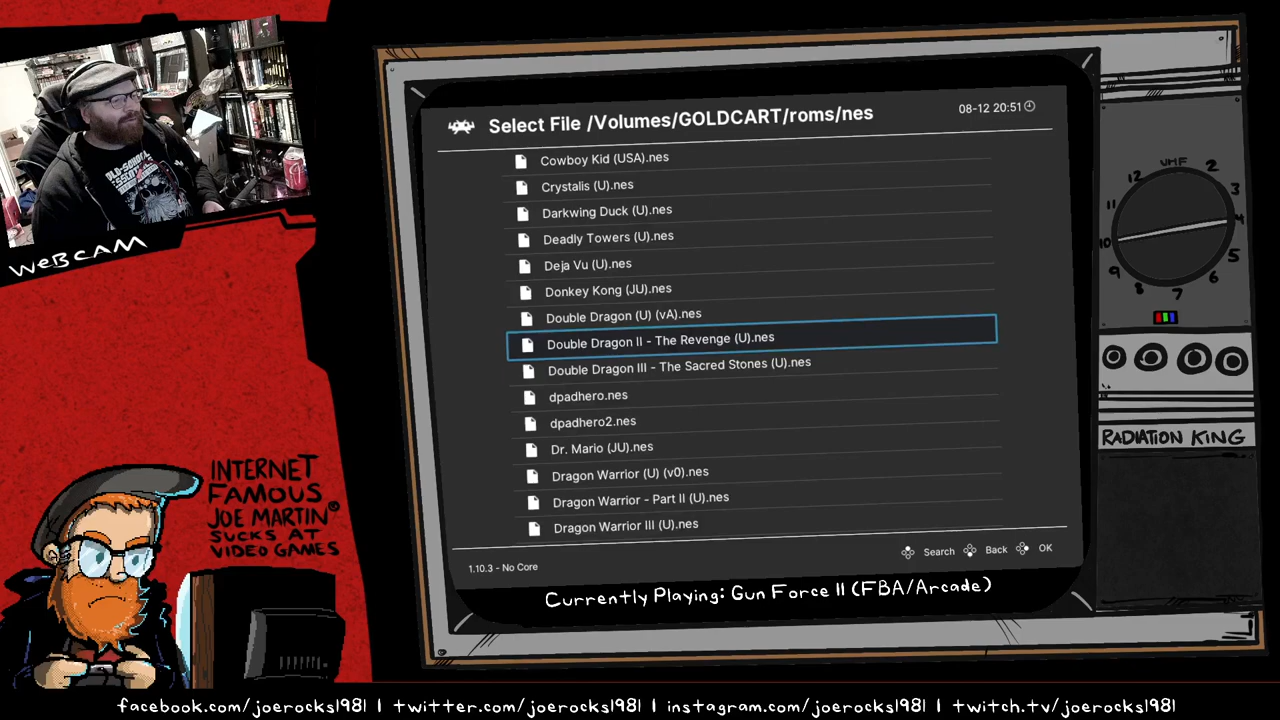 WEBCAM
OLD-SCHOOL
INTERNET
FAMOUS
JOE MARTIN
SUCKS AT
VIDEO GAMES
Select File /Volumes/GOLDCART/roms/nes
08-12 20:51
Cowboy Kid (USA).nes
Crystalis (U).nes
Darkwing Duck (U).nes
Deadly Towers (U).nes
Deja Vu (U).nes
Donkey Kong (JU).nes
Double Dragon (U) (vA).nes
Double Dragon II - The Revenge (U).nes
Double Dragon III - The Sacred Stones (U).nes
dpadhero.nes
dpadhero2.nes
Dr. Mario (JU).nes
Dragon Warrior (U) (v0).nes
Dragon Warrior - Part II (U).nes
Dragon Warrior III (U).nes
1.10.3 - No Core
Search Back OK
Currently Playing: Gun Force II (FBA/Arcade)
VHF
2
3
4
5
6
7
8
9
10
11
12
RADIATION KING
facebook.com/joerocks1981 | twitter.com/joerocks1981 | instagram.com/joerocks1981 | twitch.tv/joerocks1981